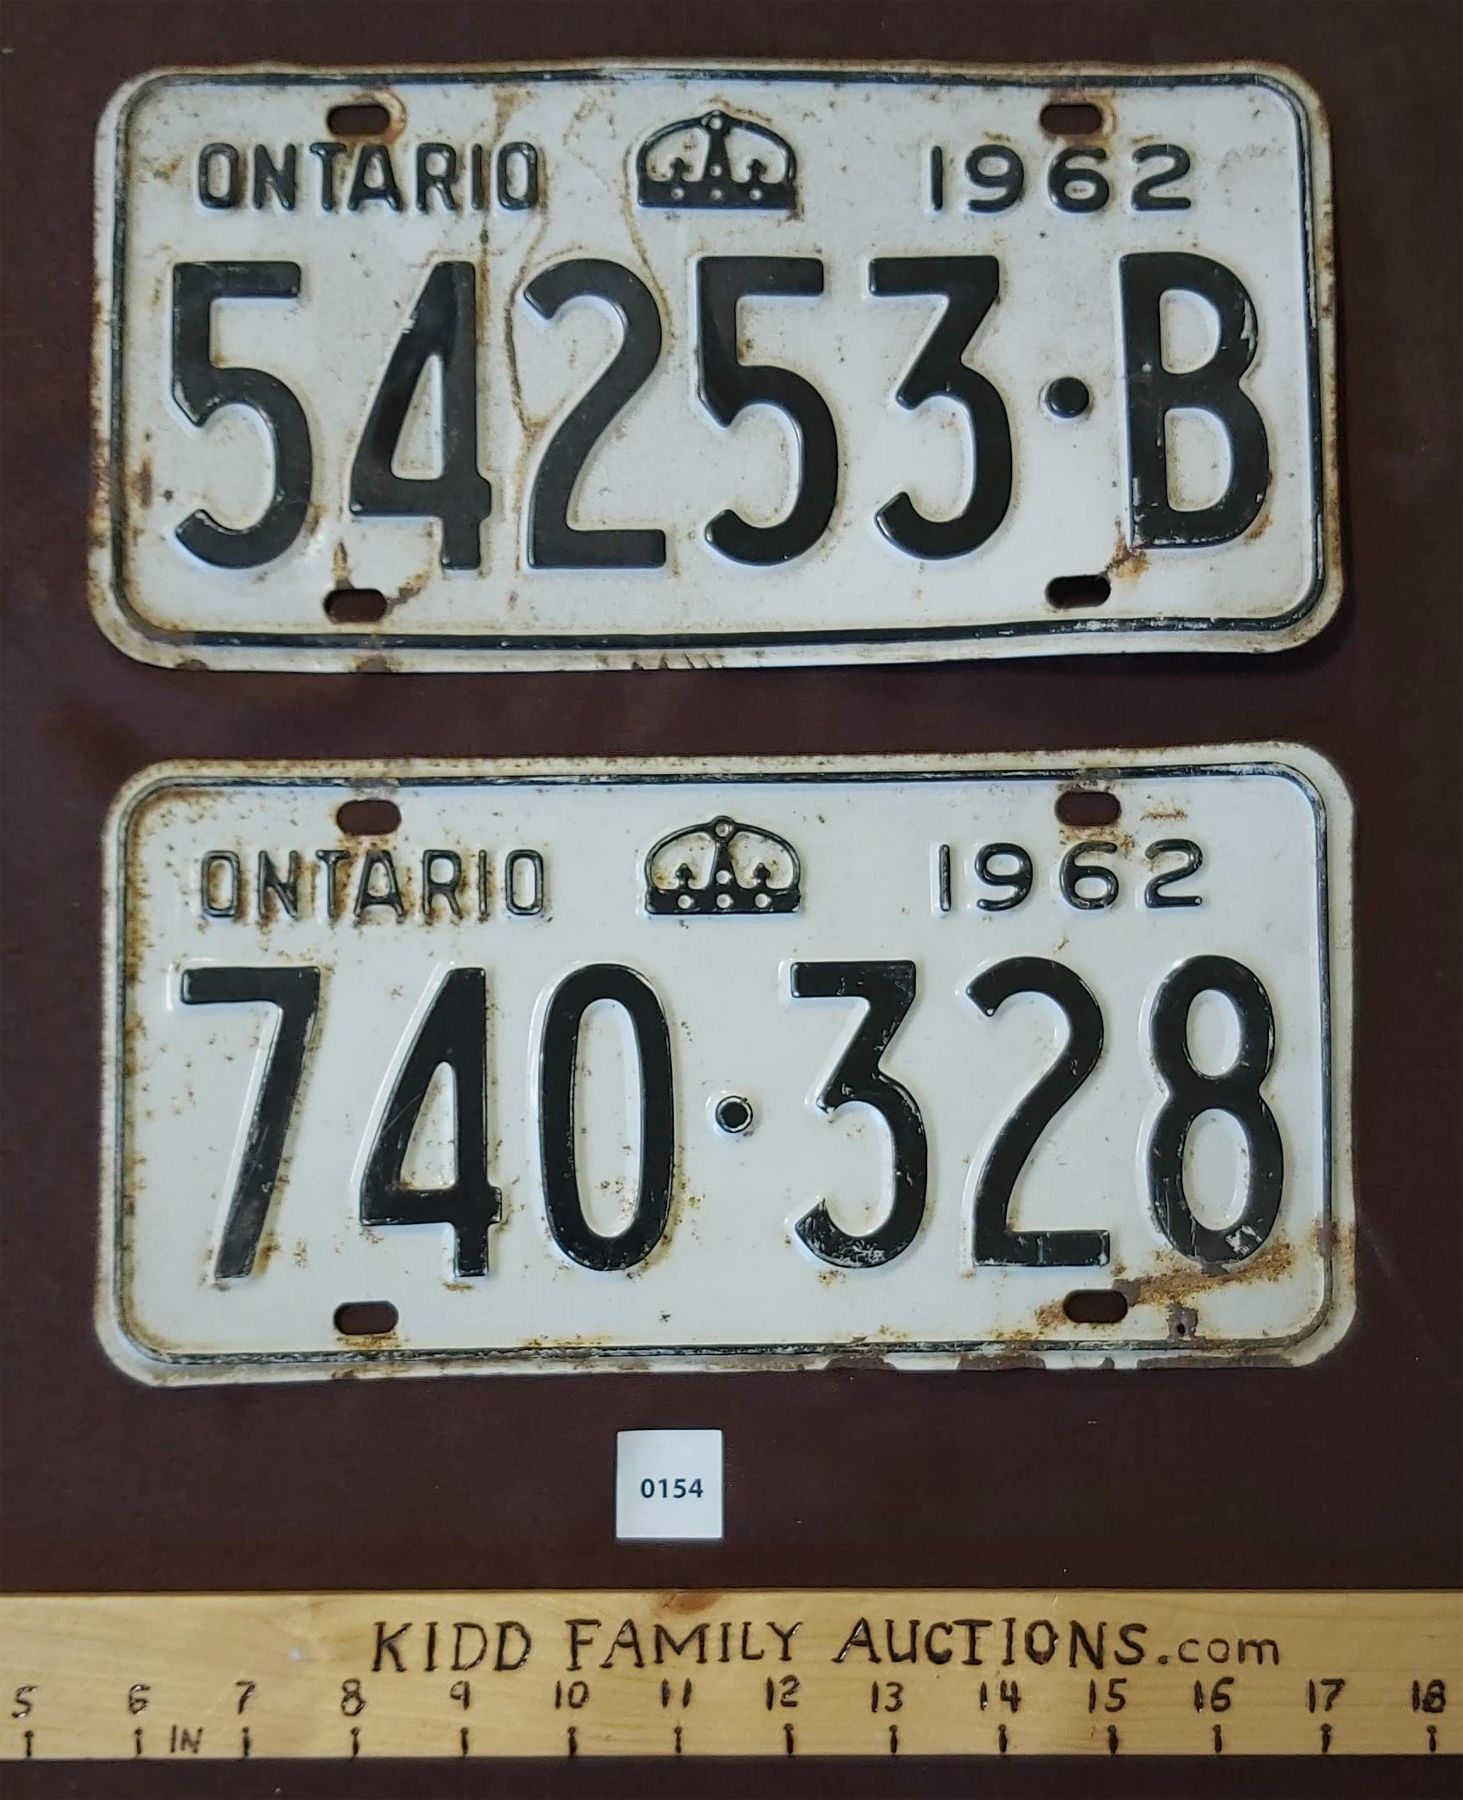 ONTARIO 1962
54253·B
ONTARIO 1962
740·328
0154
KIDD FAMILY AUCTIONS.com
5 6 7 8 9 10 11 12 13 14 15 16 17 18
IN